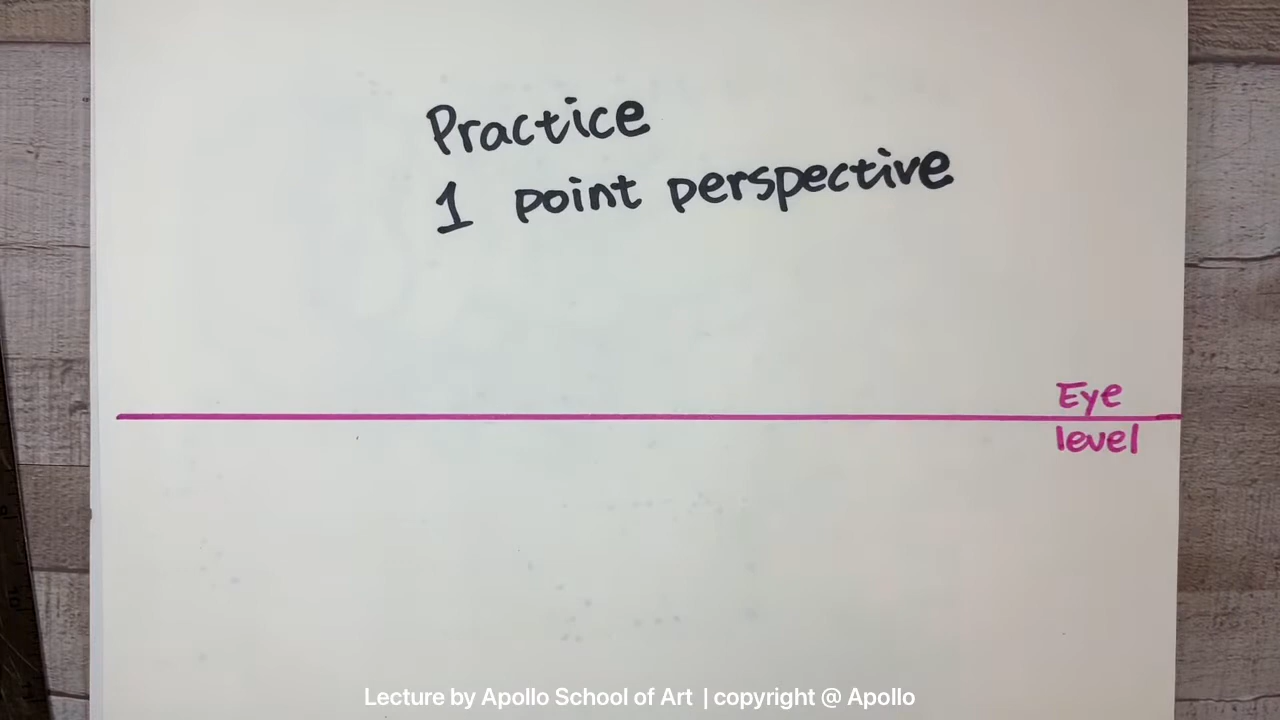 Practice
1 point perspective
Eye
level
Lecture by Apollo School of Art | copyright @ Apollo